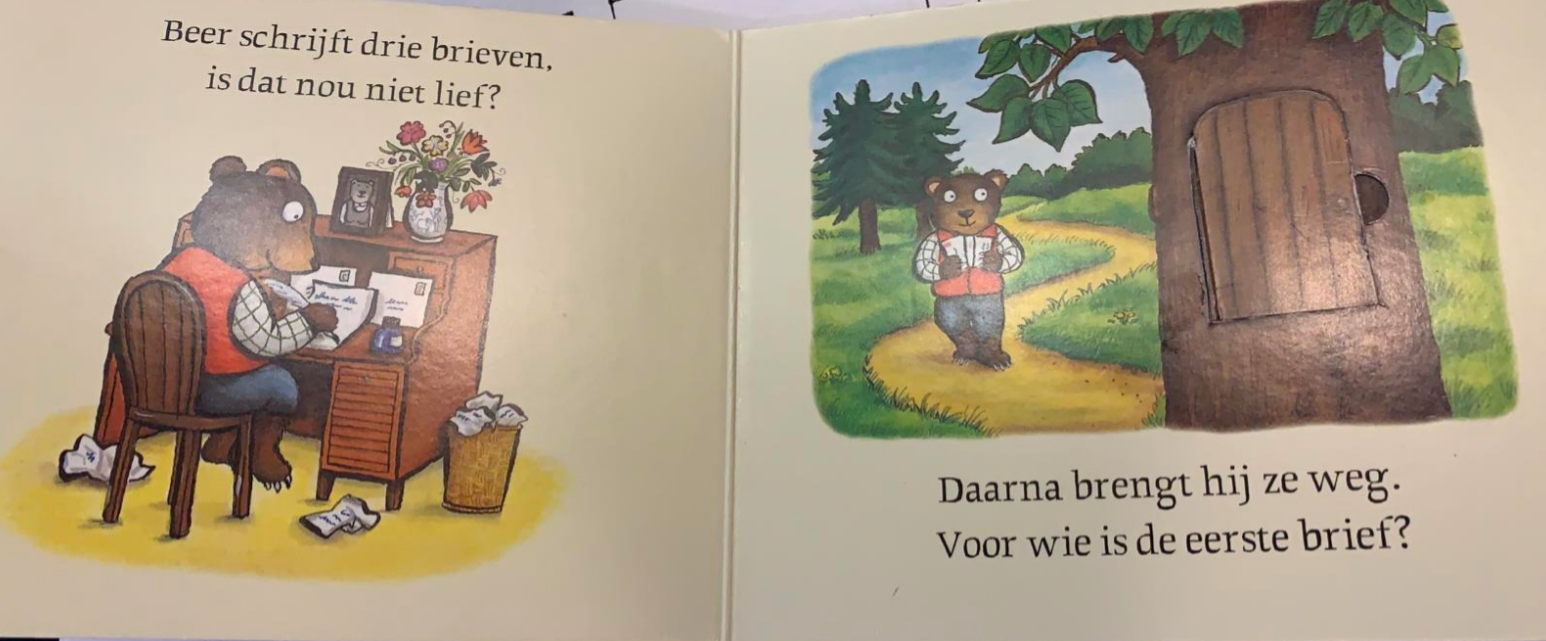 Beer schrijft drie brieven,
is dat nou niet lief?
Daarna brengt hij ze weg.
Voor wie is de eerste brief?